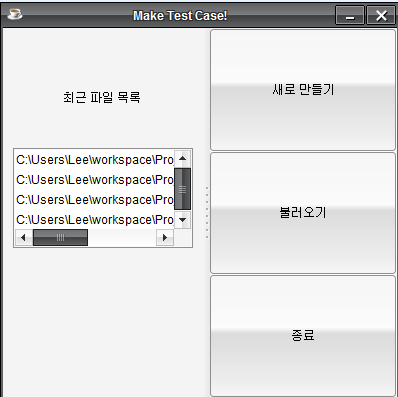 Make Test Case!
최근 파일 목록
C:\Users\Lee\workspace\Pro
C:\Users\Lee\workspace\Pro
C:\Users\Lee\workspace\Pro
C:\Users\Lee\workspace\Pro
새로 만들기
불러오기
종료